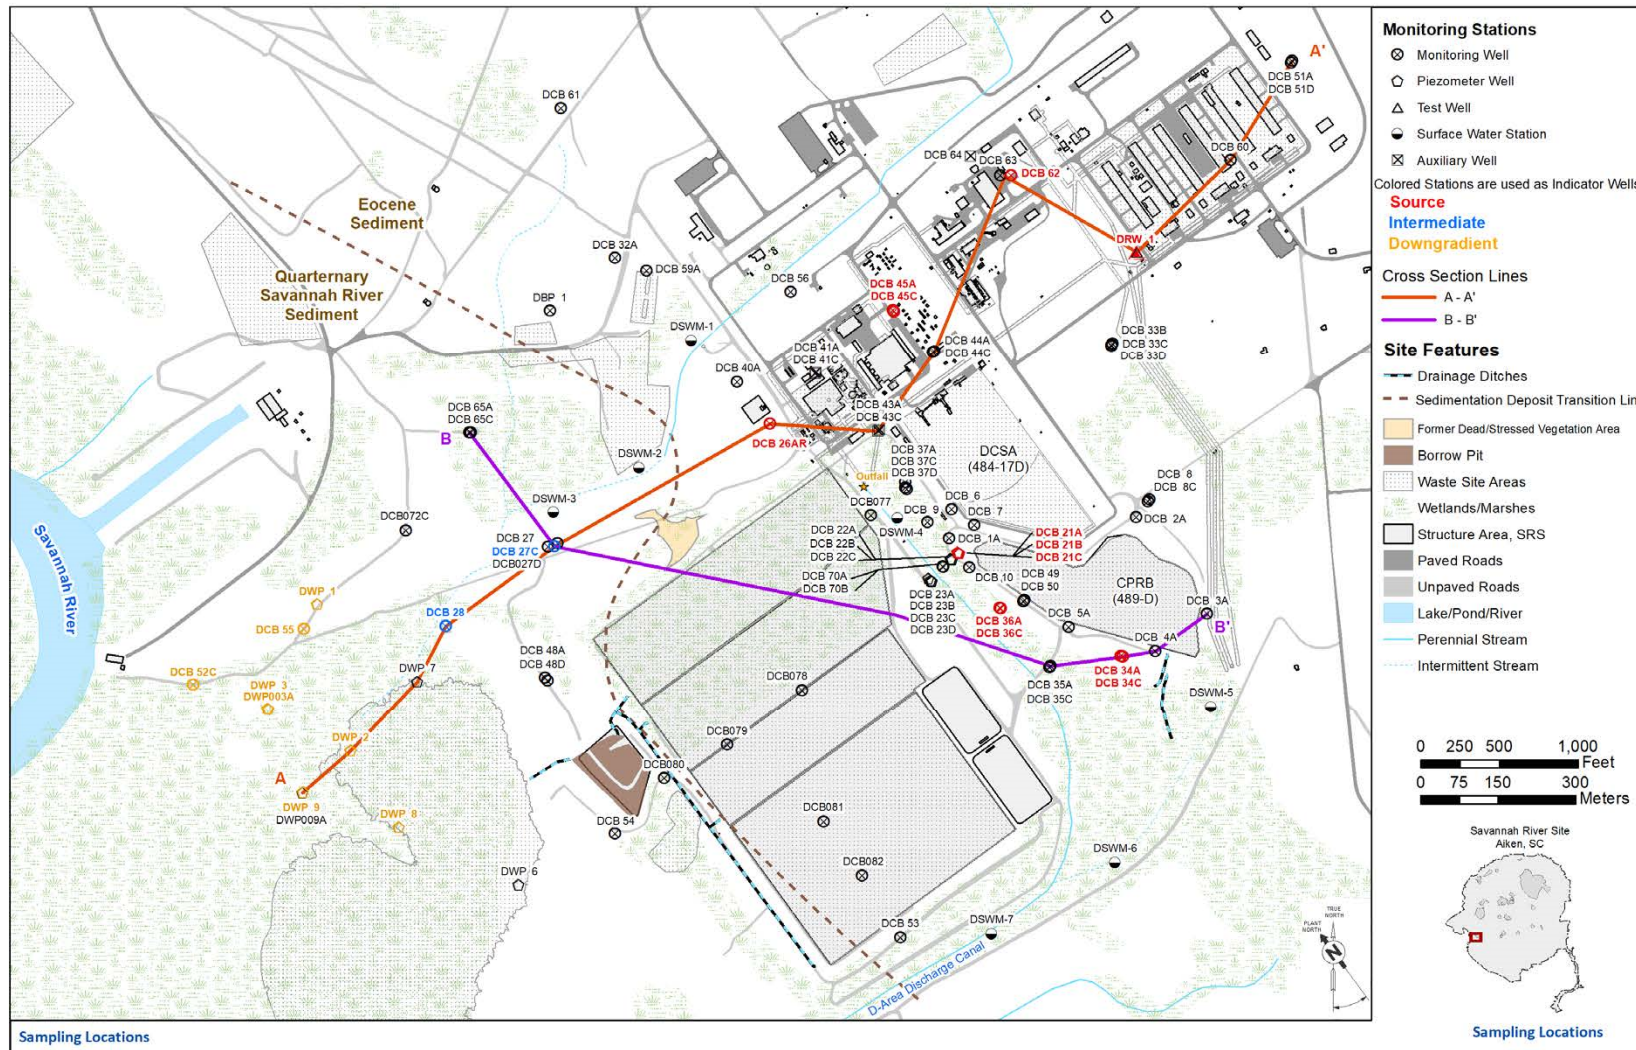 A'
DCB 51A
DCB 51D
DCB 61
DCB 60
DCB 64
DCB 63
DCB 62
Eocene
Sediment
DCB 32A
DRW 1
DCB 59A
Quarternary
Savannah River
Sediment
DCB 56
DCB 45A
DCB 45C
DBP 1
DSWM-1
DCB 33B
DCB 33C
DCB 33D
DCB 44A
DCB 44C
DCB 41A
DCB 41C
DCB 40A
DCB 43A
DCB 43C
DCB 65A
DCB 65C
B
DCB 26AR
DCB 37A
DCB 37C
DCB 37D
DCSA
(484-17D)
DSWM-2
Outfall
DCB 8
DCB 8C
DSWM-3
DCB077
DCB 6
DCB 9
DCB 7
DCB 2A
DCB072C
DCB 22A
DCB 22B
DCB 22C
DSWM-4
DCB 1A
DCB 21A
DCB 21B
DCB 21C
DCB 27
DCB 27C
DCB027D
Savannah River
DCB 70A
DCB 70B
DCB 10
DCB 49
DCB 50
CPRB
(489-D)
DCB 23A
DCB 23B
DCB 23C
DCB 23D
DWP 1
DCB 28
DCB 3A
DCB 5A
DCB 36A
DCB 36C
B'
DCB 55
DCB 4A
DCB 48A
DCB 48D
DWP 7
DCB 34A
DCB 34C
DCB 52C
DWP 3
DWP003A
DCB 35A
DCB 35C
DCB078
DSWM-5
DWP 2
DCB079
DCB080
A
DWP 9
DWP009A
DWP 8
DCB081
DCB 54
DSWM-6
DCB082
DWP 6
DCB 53
DSWM-7
D-Area Discharge Canal
TRUE
NORTH
PLANT
NORTH
N
Sampling Locations
Monitoring Stations
Monitoring Well
Piezometer Well
Test Well
Surface Water Station
Auxiliary Well
Colored Stations are used as Indicator Wells
Source
Intermediate
Downgradient
Cross Section Lines
A - A'
B - B'
Site Features
Drainage Ditches
Sedimentation Deposit Transition Lin
Former Dead/Stressed Vegetation Area
Borrow Pit
Waste Site Areas
Wetlands/Marshes
Structure Area, SRS
Paved Roads
Unpaved Roads
Lake/Pond/River
Perennial Stream
Intermittent Stream
0 250 500 1,000
Feet
0 75 150 300
Meters
Savannah River Site
Aiken, SC
Sampling Locations